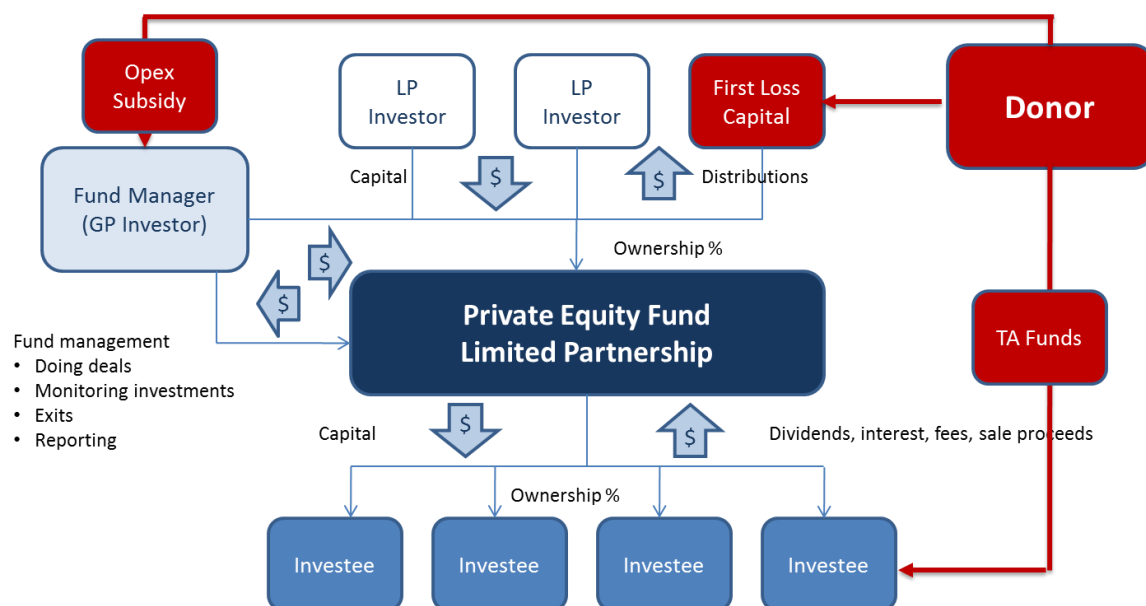 Opex
Subsidy
LP
Investor
LP
Investor
First Loss
Capital
Donor
Fund Manager
(GP Investor)
Capital
$
$
Distributions
Ownership %
$
$
Private Equity Fund
Limited Partnership
TA Funds
Fund management
• Doing deals
• Monitoring investments
• Exits
• Reporting
Capital
$
$
Dividends, interest, fees, sale proceeds
Ownership %
Investee
Investee
Investee
Investee